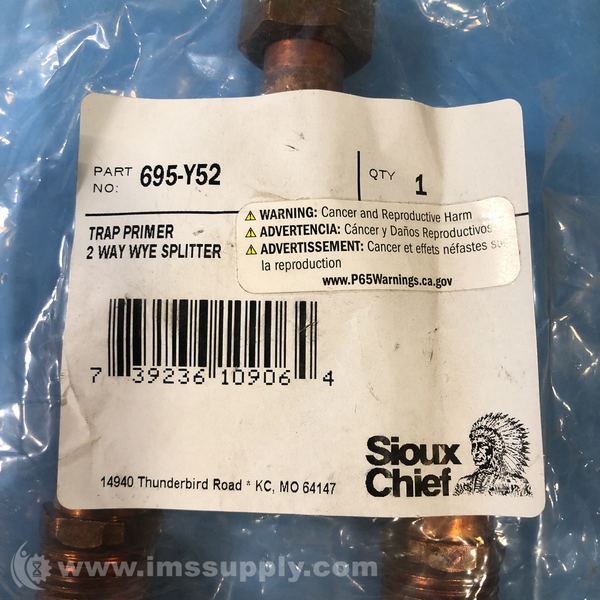 PART NO: 695-Y52
QTY 1
TRAP PRIMER
2 WAY WYE SPLITTER
WARNING: Cancer and Reproductive Harm
ADVERTENCIA: Cáncer y Daños Reproductivos
ADVERTISSEMENT: Cancer et effets néfastes sur
la reproduction
www.P65Warnings.ca.gov
7 39236 10906 4
Sioux
Chief
14940 Thunderbird Road * KC, MO 64147
www.imssupply.com